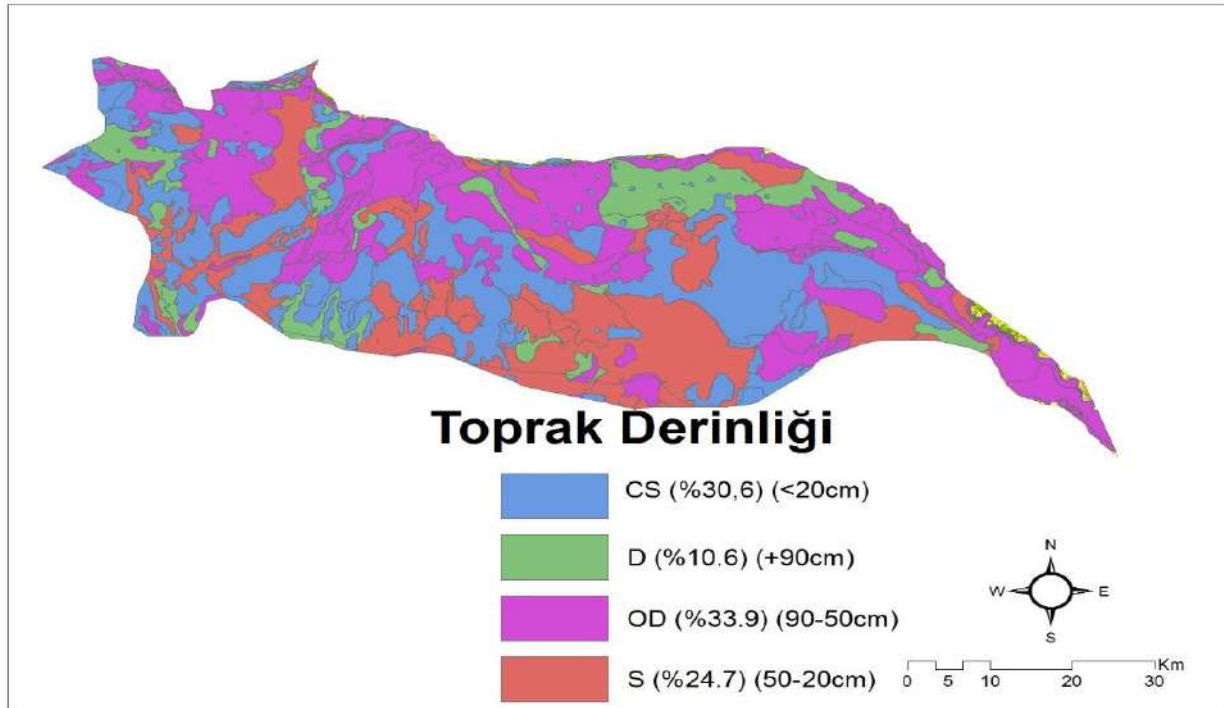 Toprak Derinliği
CS (%30,6) (<20cm)
D (%10.6) (+90cm)
OD (%33.9) (90-50cm)
S (%24.7) (50-20cm)
N
W E
S
Km
0 5 10 20 30